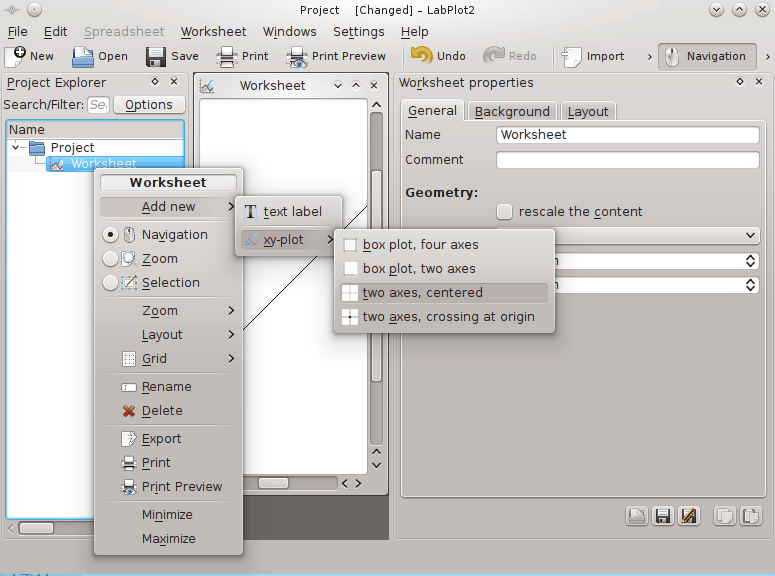 Project [Changed] – LabPlot2
File Edit Spreadsheet Worksheet Windows Settings Help
New Open Save Print Print Preview Undo Redo Import Navigation
Project Explorer
Search/Filter: Se Options
Name
Project
Worksheet
Worksheet
Add new
Navigation
Zoom
Selection
Zoom
Layout
Grid
Rename
Delete
Export
Print
Print Preview
Minimize
Maximize
text label
xy-plot
box plot, four axes
box plot, two axes
two axes, centered
two axes, crossing at origin
Worksheet
Worksheet properties
General Background Layout
Name Worksheet
Comment
Geometry:
rescale the content